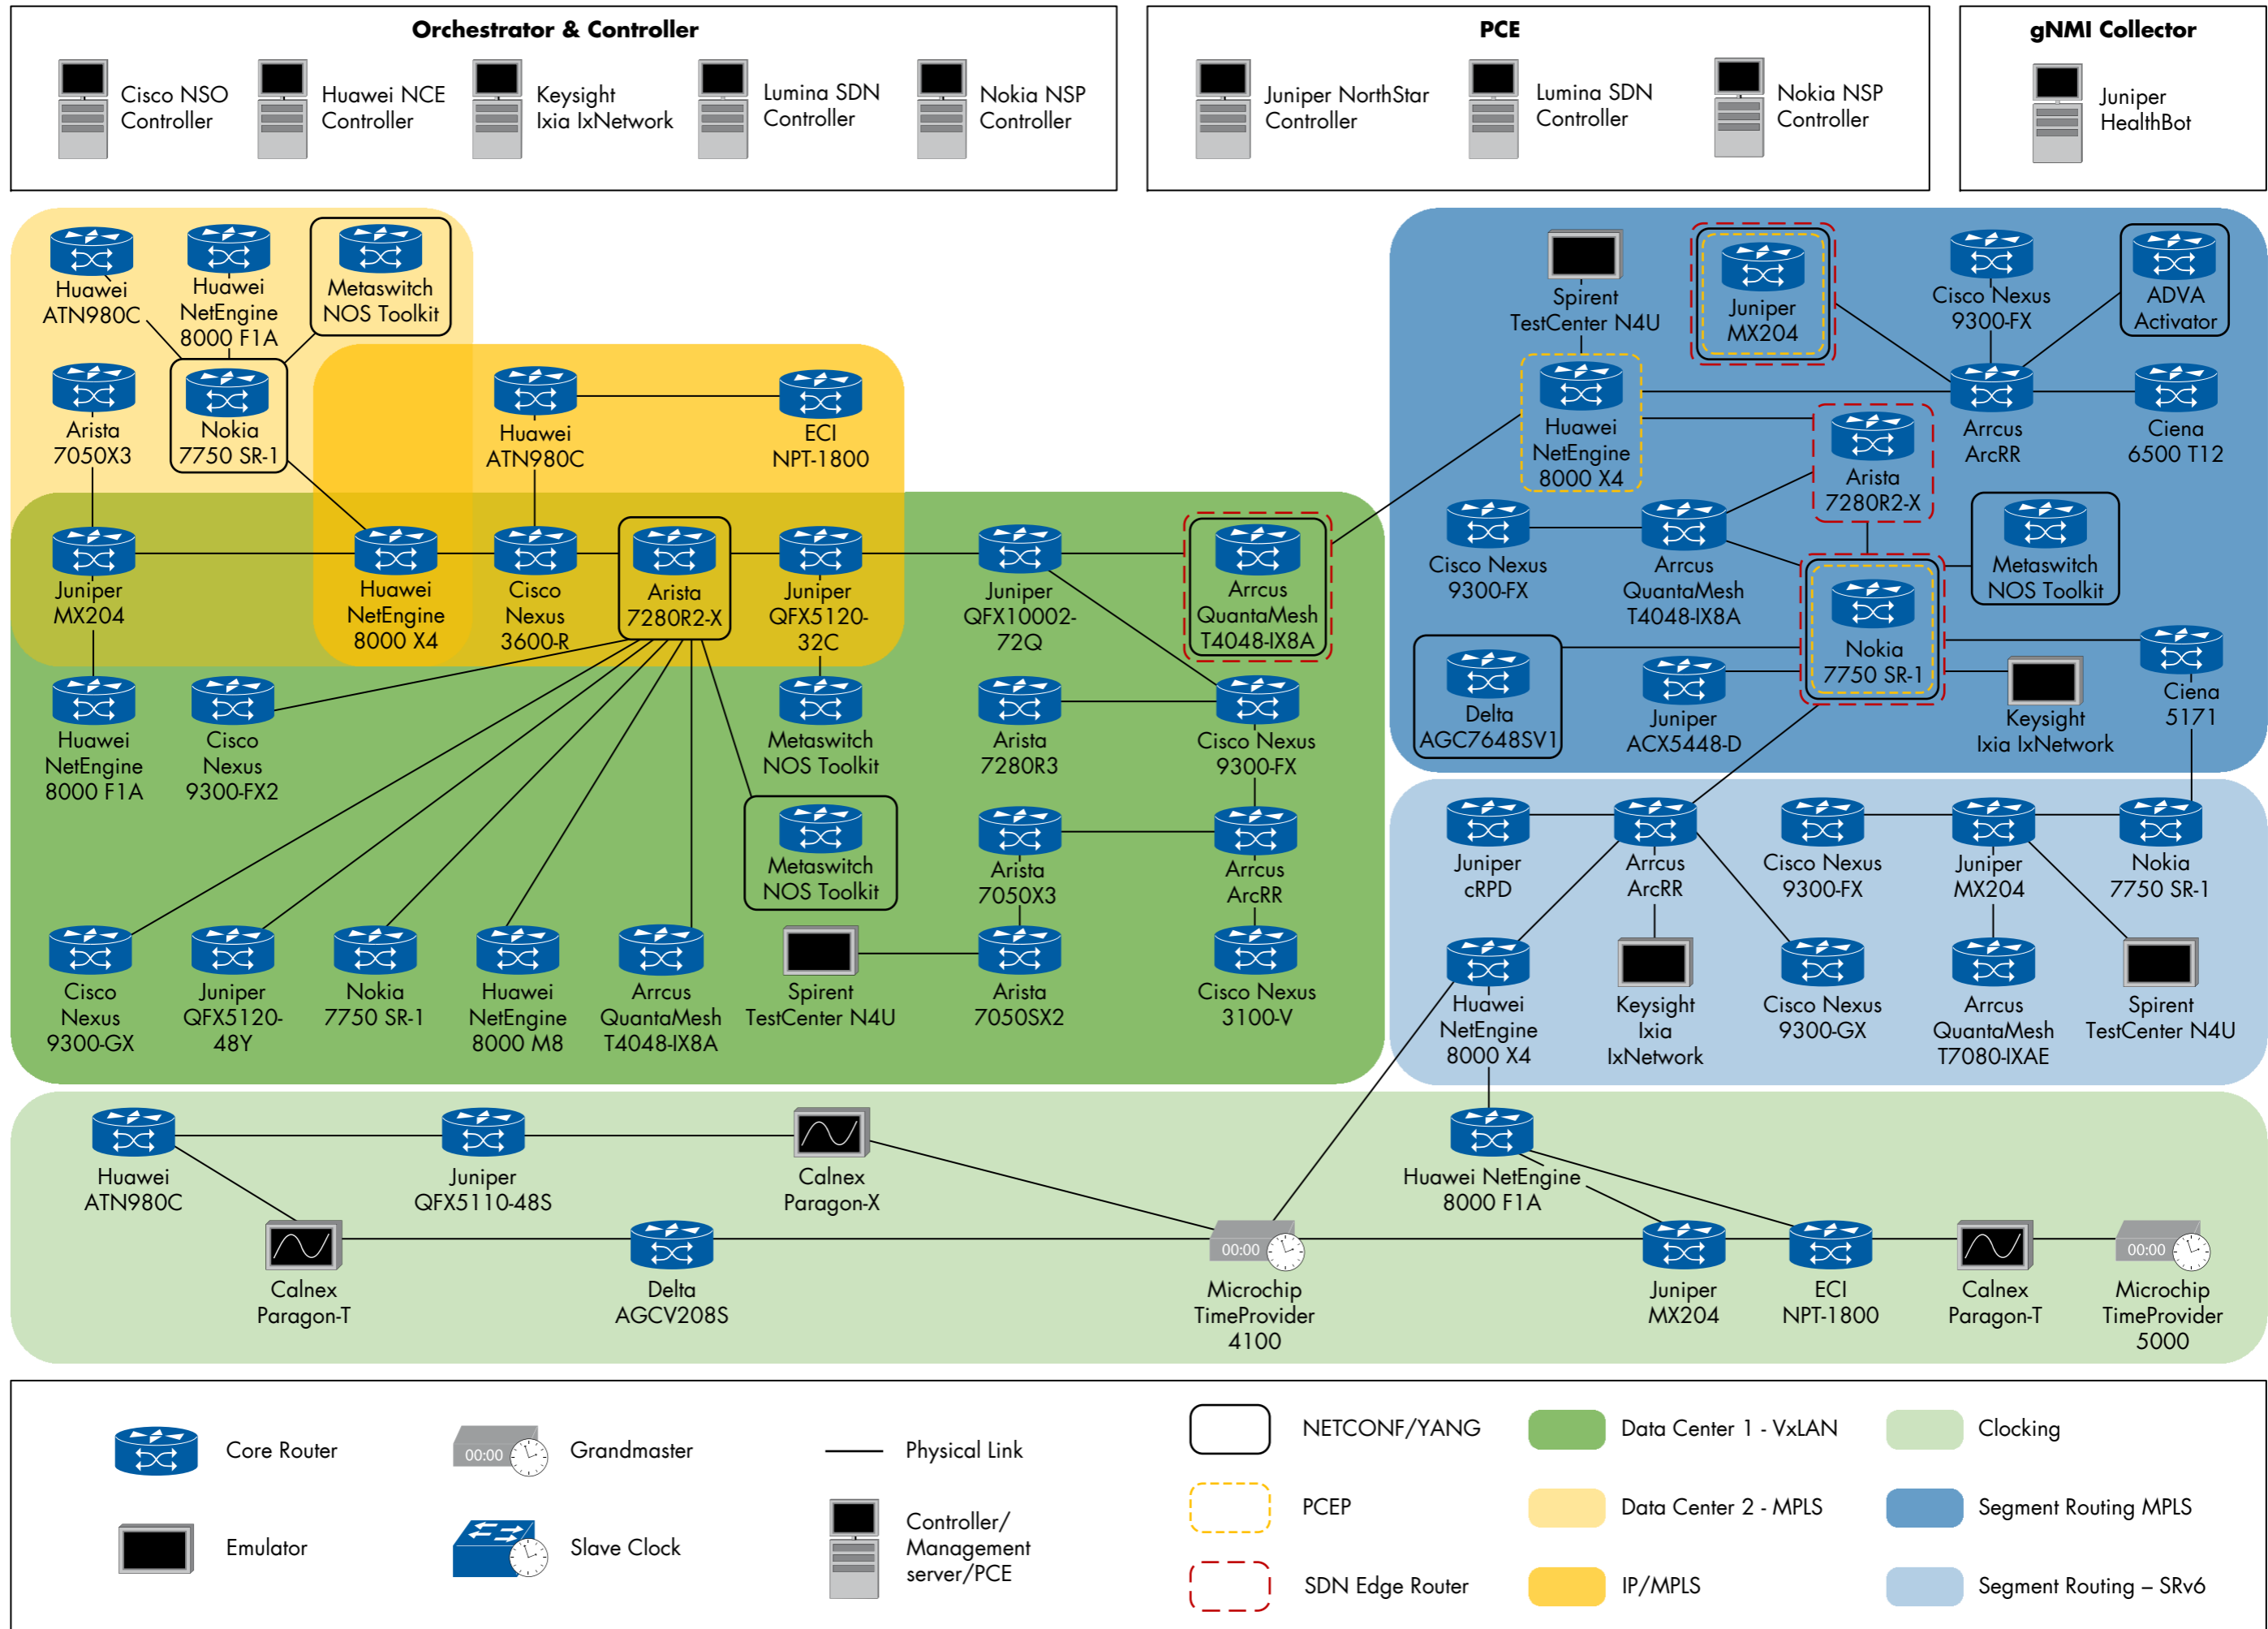 Orchestrator & Controller
Cisco NSO
Controller
Huawei NCE
Controller
Keysight
Ixia IxNetwork
Lumina SDN
Controller
Nokia NSP
Controller
PCE
Juniper NorthStar
Controller
Lumina SDN
Controller
Nokia NSP
Controller
gNMI Collector
Juniper
HealthBot
Huawei
ATN980C
Huawei
NetEngine
8000 F1A
Metaswitch
NOS Toolkit
Arista
7050X3
Nokia
7750 SR-1
Huawei
ATN980C
ECI
NPT-1800
Juniper
MX204
Huawei
NetEngine
8000 X4
Cisco
Nexus
3600-R
Arista
7280R2-X
Juniper
QFX5120-
32C
Juniper
QFX10002-
72Q
Arrcus
QuantaMesh
T4048-IX8A
Huawei
NetEngine
8000 F1A
Cisco
Nexus
9300-FX2
Metaswitch
NOS Toolkit
Arista
7280R3
Cisco Nexus
9300-FX
Metaswitch
NOS Toolkit
Arista
7050X3
Arrcus
ArcRR
Cisco
Nexus
9300-GX
Juniper
QFX5120-
48Y
Nokia
7750 SR-1
Huawei
NetEngine
8000 M8
Arrcus
QuantaMesh
T4048-IX8A
Spirent
TestCenter N4U
Arista
7050SX2
Cisco Nexus
3100-V
Spirent
TestCenter N4U
Juniper
MX204
Cisco Nexus
9300-FX
ADVA
Activator
Huawei
NetEngine
8000 X4
Arista
7280R2-X
Arrcus
ArcRR
Ciena
6500 T12
Cisco Nexus
9300-FX
Arrcus
QuantaMesh
T4048-IX8A
Metaswitch
NOS Toolkit
Nokia
7750 SR-1
Delta
AGC7648SV1
Juniper
ACX5448-D
Keysight
Ixia IxNetwork
Ciena
5171
Juniper
cRPD
Arrcus
ArcRR
Cisco Nexus
9300-FX
Juniper
MX204
Nokia
7750 SR-1
Huawei
NetEngine
8000 X4
Keysight
Ixia
IxNetwork
Cisco Nexus
9300-GX
Arrcus
QuantaMesh
T7080-IXAE
Spirent
TestCenter N4U
Huawei
ATN980C
Juniper
QFX5110-48S
Calnex
Paragon-X
Huawei NetEngine
8000 F1A
Calnex
Paragon-T
Delta
AGCV208S
00:00
Microchip
TimeProvider
4100
Juniper
MX204
ECI
NPT-1800
Calnex
Paragon-T
00:00
Microchip
TimeProvider
5000
Core Router
00:00
Grandmaster
Physical Link
NETCONF/YANG
Data Center 1 - VxLAN
Clocking
Emulator
Slave Clock
Controller/
Management
server/PCE
PCEP
Data Center 2 - MPLS
Segment Routing MPLS
SDN Edge Router
IP/MPLS
Segment Routing – SRv6